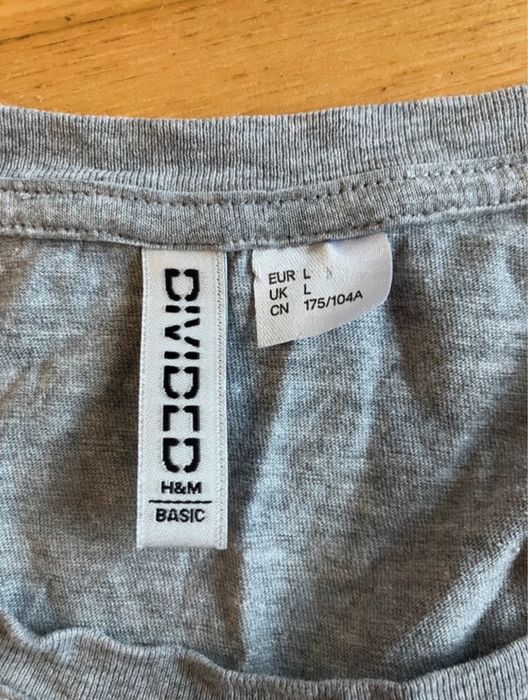 DIVIDED
H&M
BASIC
EUR L
UK L
CN 175/104A